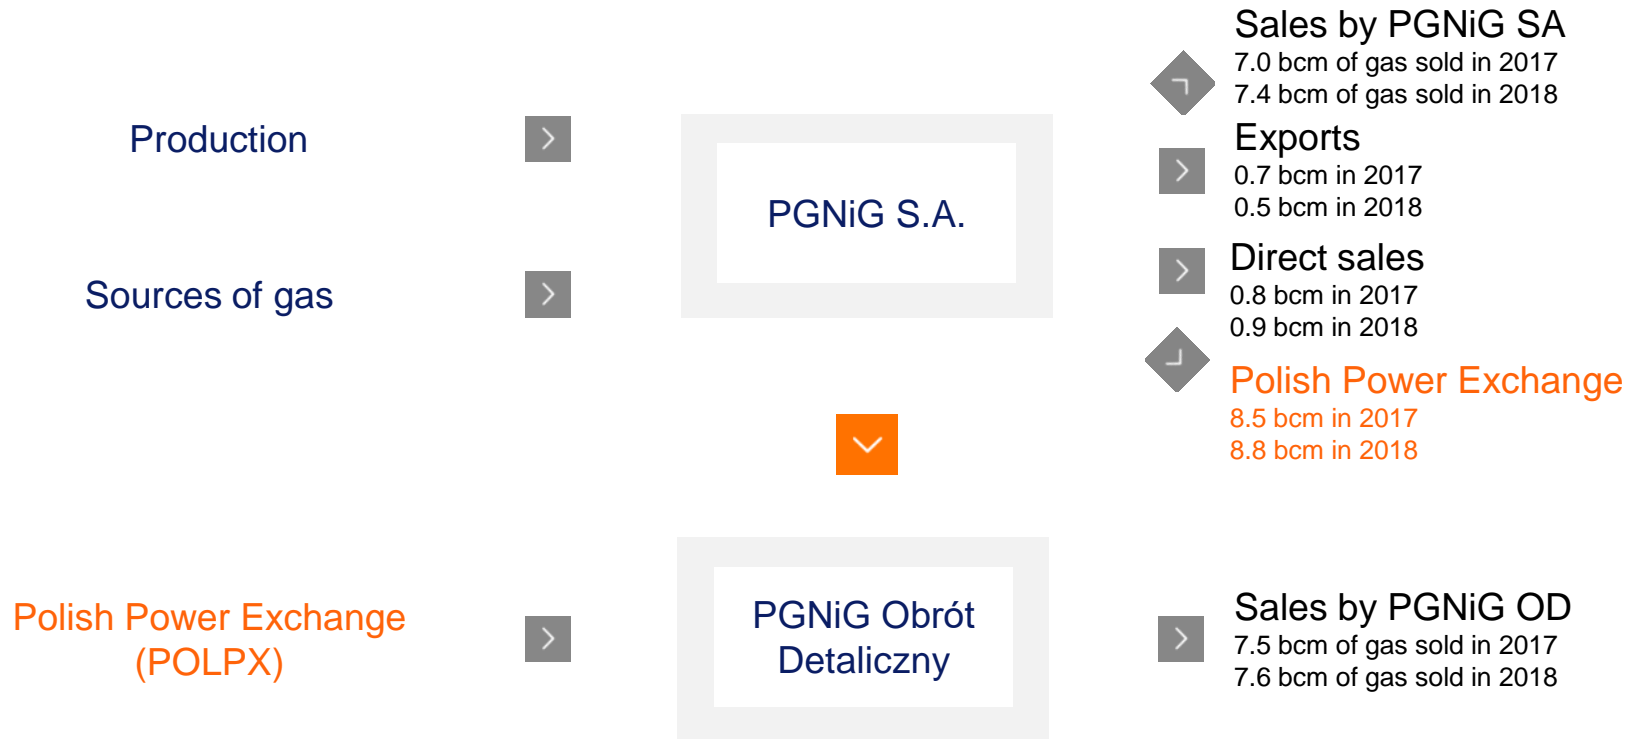 Sales by PGNiG SA
7.0 bcm of gas sold in 2017
7.4 bcm of gas sold in 2018
Production
Exports
0.7 bcm in 2017
0.5 bcm in 2018
PGNiG S.A.
Sources of gas
Direct sales
0.8 bcm in 2017
0.9 bcm in 2018
Polish Power Exchange
8.5 bcm in 2017
8.8 bcm in 2018
Polish Power Exchange
(POLPX)
PGNiG Obrót
Detaliczny
Sales by PGNiG OD
7.5 bcm of gas sold in 2017
7.6 bcm of gas sold in 2018